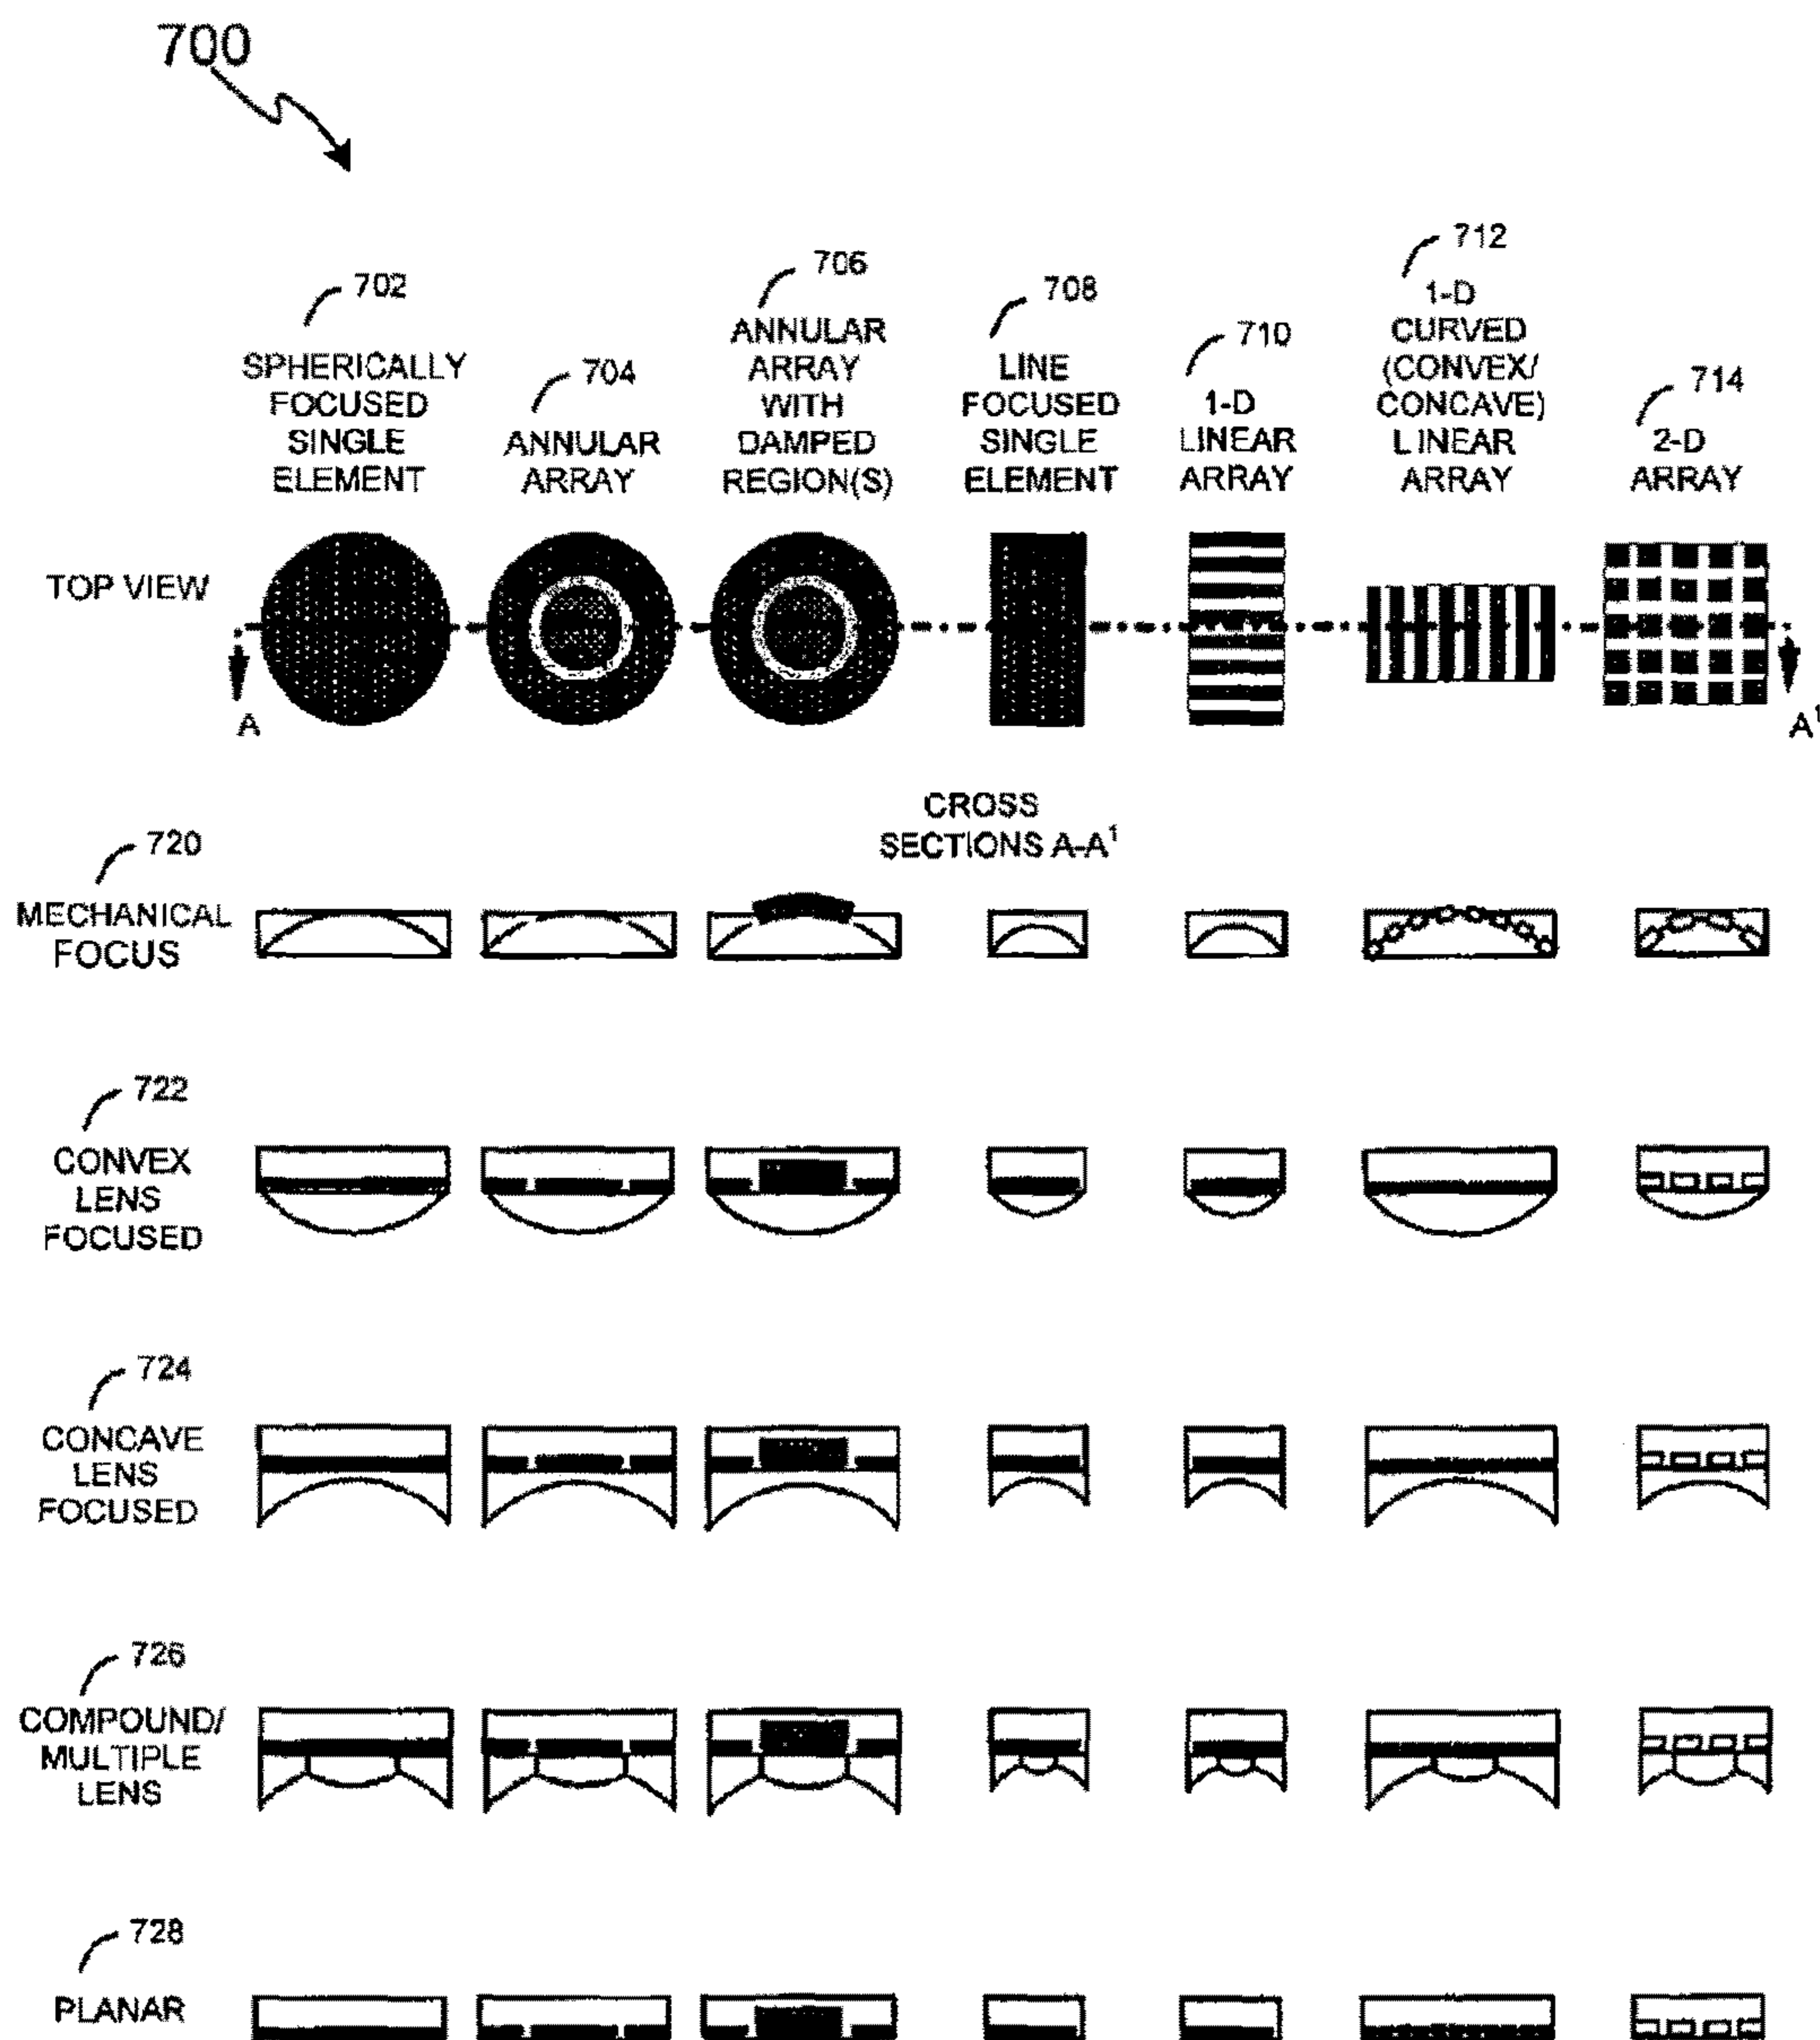 700
702
SPHERICALLY
FOCUSED
SINGLE
ELEMENT
704
ANNULAR
ARRAY
706
ANNULAR
ARRAY
WITH
DAMPED
REGION(S)
708
LINE
FOCUSED
SINGLE
ELEMENT
710
1-D
LINEAR
ARRAY
712
1-D
CURVED
(CONVEX/
CONCAVE)
LINEAR
ARRAY
714
2-D
ARRAY
TOP VIEW
A
A¹
CROSS
SECTIONS A-A¹
720
MECHANICAL
FOCUS
722
CONVEX
LENS
FOCUSED
724
CONCAVE
LENS
FOCUSED
726
COMPOUND/
MULTIPLE
LENS
728
PLANAR